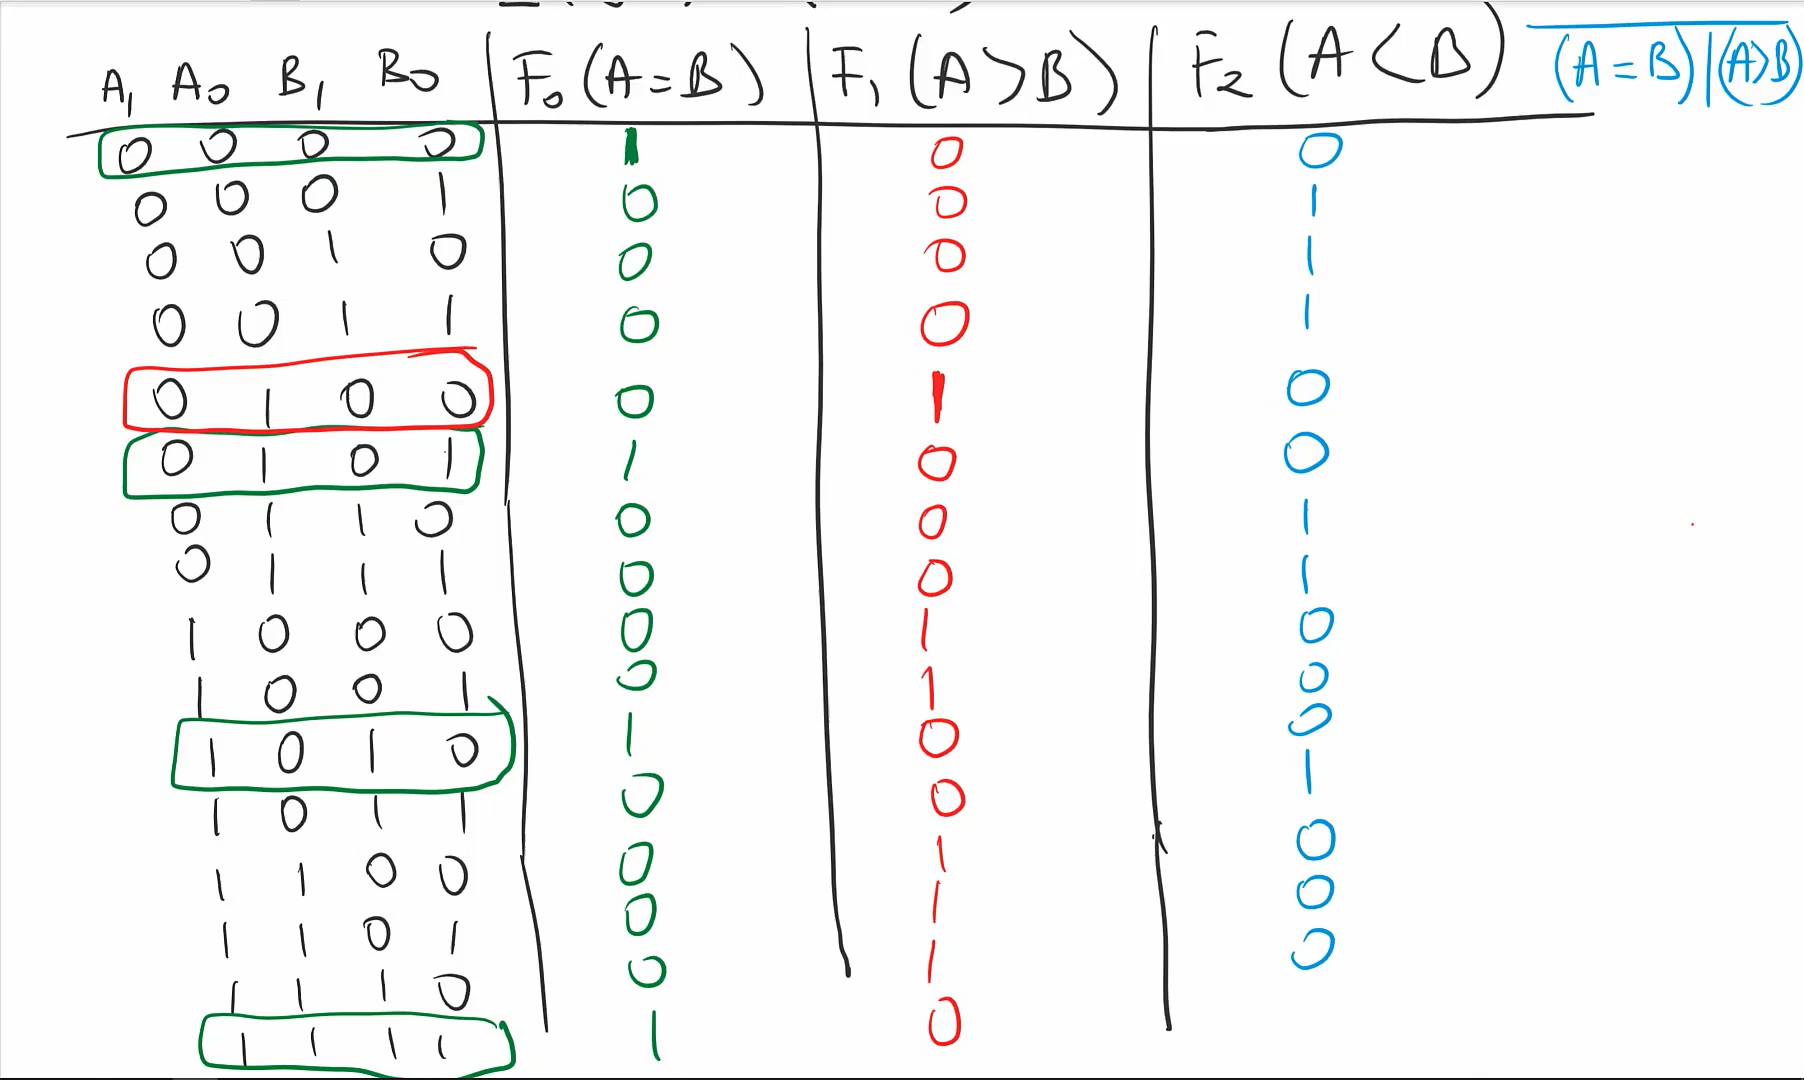 A₁ A₀ B₁ B₀ F₀ (A=B) F₁ (A>B) F₂ (A<B) (A=B)|(A>B)
0 0 0 0 1 0 0
0 0 0 1 0 0 1
0 0 1 0 0 0 1
0 0 1 1 0 0 1
0 1 0 0 0 1 0
0 1 0 1 1 0 0
0 1 1 0 0 0 1
0 1 1 1 0 0 1
1 0 0 0 0 1 0
1 0 0 1 0 1 0
1 0 1 0 1 0 0
1 0 1 1 0 0 1
1 1 0 0 0 1 0
1 1 0 1 0 1 0
1 1 1 0 0 1 0
1 1 1 1 1 0